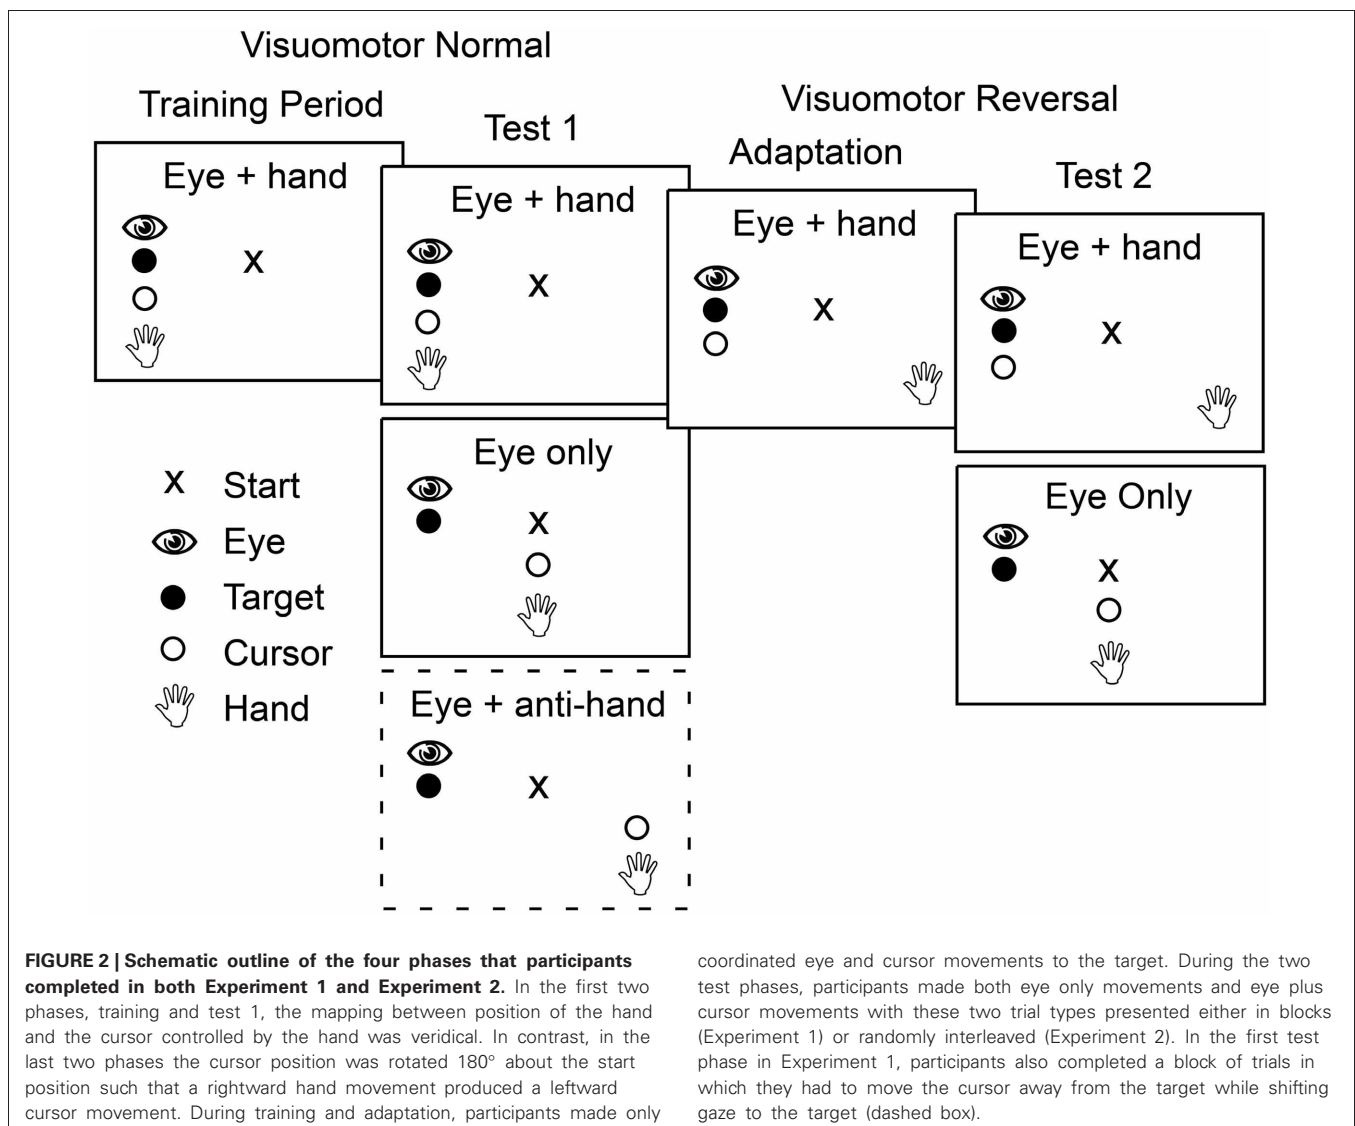 Visuomotor Normal
Training Period
Test 1
Visuomotor Reversal
Adaptation
Test 2
Eye + hand
X
Eye + hand
X
Eye + hand
X
Eye + hand
X
Eye only
X
Eye Only
X
Eye + anti-hand
X
X Start
Eye
Target
Cursor
Hand
FIGURE 2 | Schematic outline of the four phases that participants
completed in both Experiment 1 and Experiment 2. In the first two
phases, training and test 1, the mapping between position of the hand
and the cursor controlled by the hand was veridical. In contrast, in the
last two phases the cursor position was rotated 180° about the start
position such that a rightward hand movement produced a leftward
cursor movement. During training and adaptation, participants made only
coordinated eye and cursor movements to the target. During the two
test phases, participants made both eye only movements and eye plus
cursor movements with these two trial types presented either in blocks
(Experiment 1) or randomly interleaved (Experiment 2). In the first test
phase in Experiment 1, participants also completed a block of trials in
which they had to move the cursor away from the target while shifting
gaze to the target (dashed box).